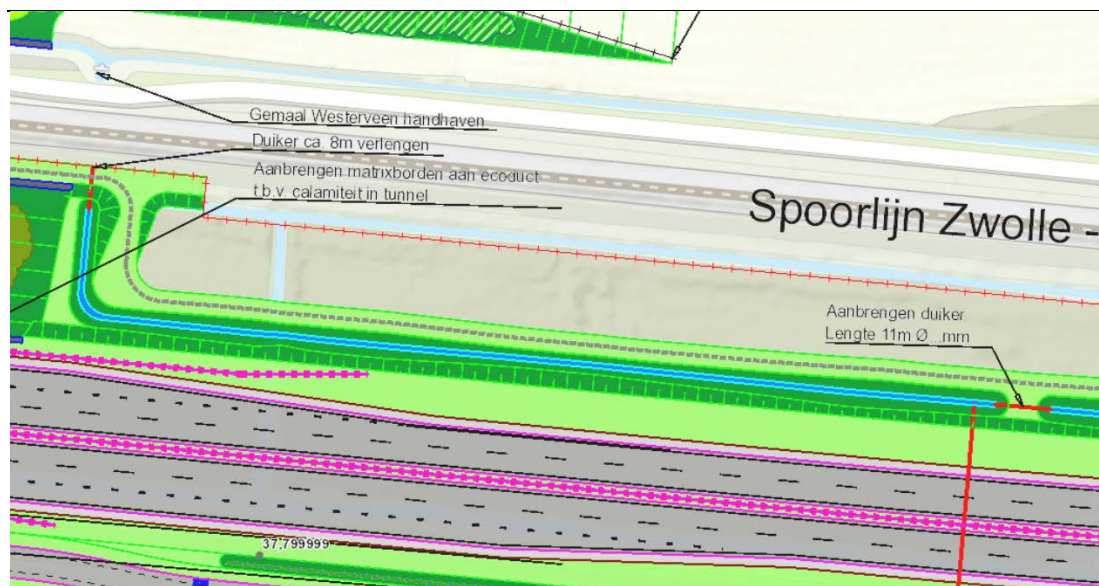 Gemaal Westerveen handhaven
Duiker ca. 8m verlengen
Aanbrengen matrixborden aan ecoduct
t.b.v. calamiteit in tunnel
Spoorlijn Zwolle -
Aanbrengen duiker
Lengte 11m Ø...mm
37,799999